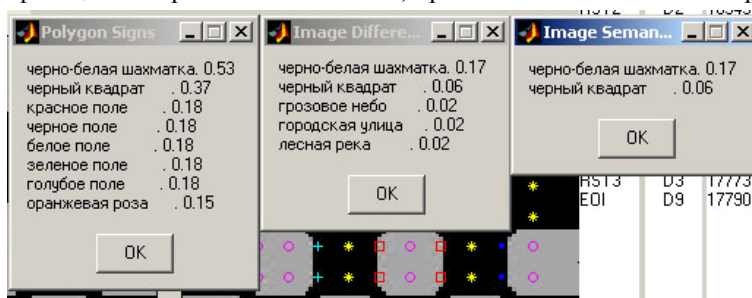 Polygon Signs
черно-белая шахматка. 0.53
черный квадрат . 0.37
красное поле . 0.18
черное поле . 0.18
белое поле . 0.18
зеленое поле . 0.18
голубое поле . 0.18
оранжевая роза . 0.15
OK
Image Differe...
черно-белая шахматка. 0.17
черный квадрат . 0.06
грозовое небо . 0.02
городская улица . 0.02
лесная река . 0.02
OK
Image Seman...
черно-белая шахматка. 0.17
черный квадрат . 0.06
OK
RST3 D3 17773
EOI D9 17790